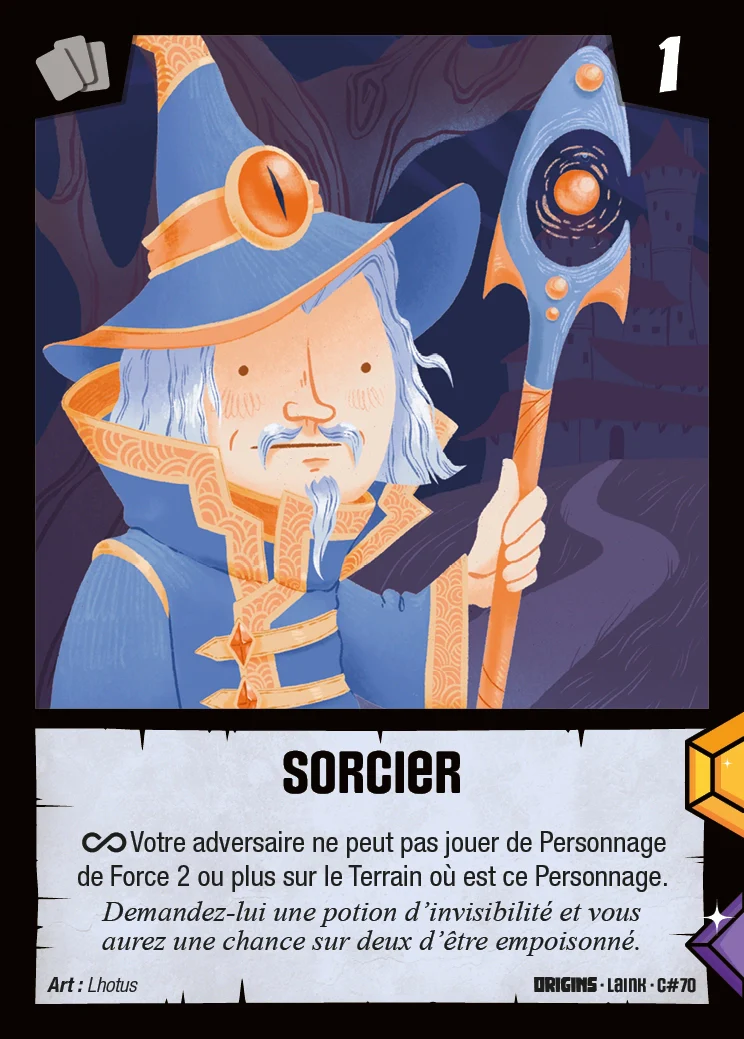 1
SORCIER
∞ Votre adversaire ne peut pas jouer de Personnage
de Force 2 ou plus sur le Terrain où est ce Personnage.
Demandez-lui une potion d’invisibilité et vous
aurez une chance sur deux d’être empoisonné.
Art : Lhotus
ORIGINS · LAINK · C#70